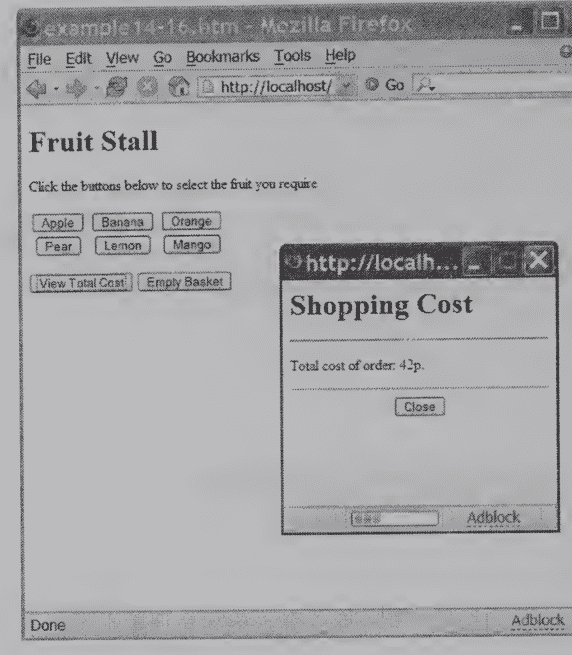 example14-16.htm - Mozilla Firefox
File Edit View Go Bookmarks Tools Help
http://localhost/ Go
Fruit Stall
Click the buttons below to select the fruit you require
Apple Banana Orange
Pear Lemon Mango
View Total Cost Empty Basket
http://localh...
Shopping Cost
Total cost of order: 42p.
Close
Adblock
Done Adblock